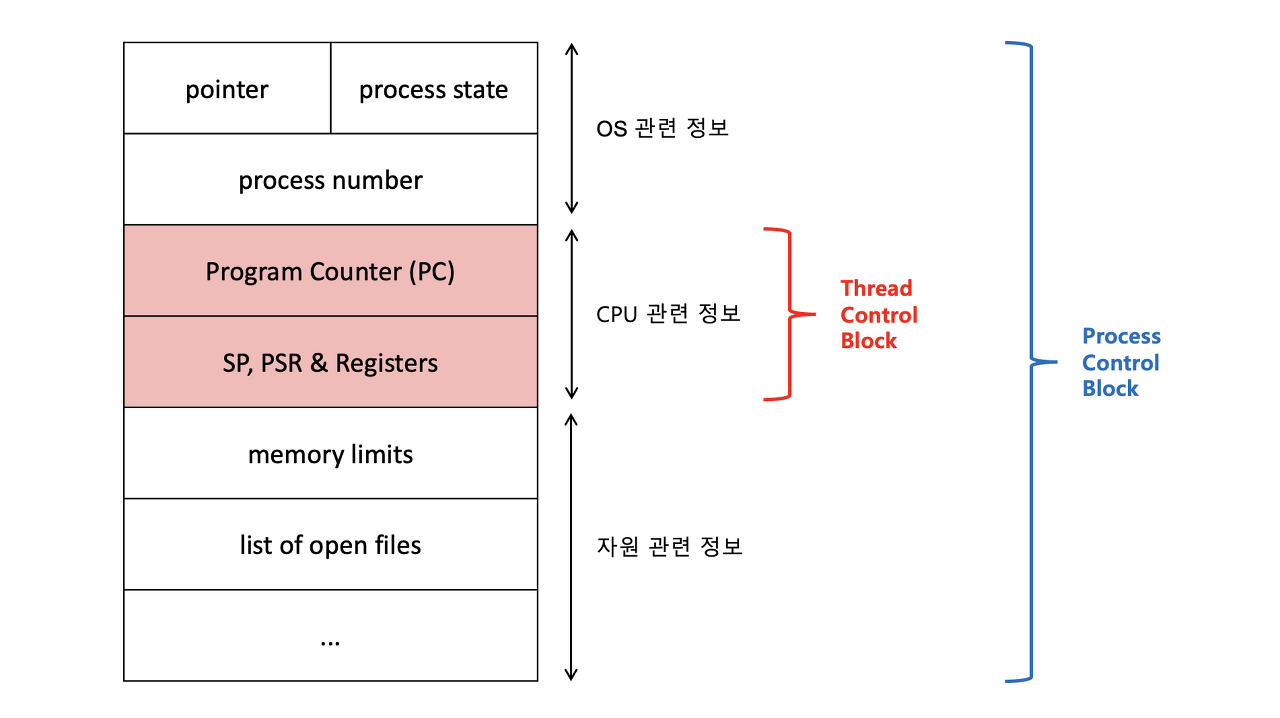 pointer
process state
OS 관련 정보
process number
Program Counter (PC)
CPU 관련 정보
Thread
Control
Block
SP, PSR & Registers
Process
Control
Block
memory limits
list of open files
자원 관련 정보
...